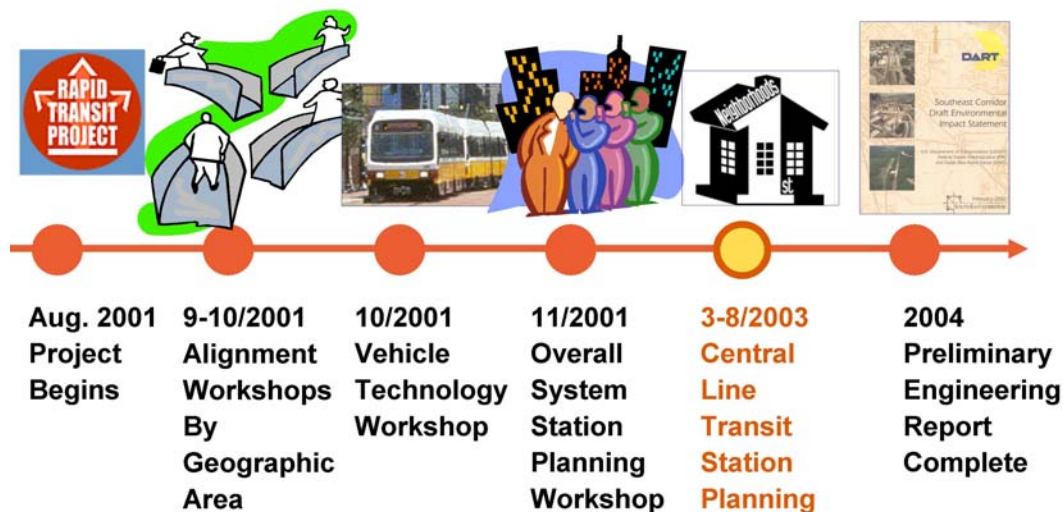 RAPID
TRANSIT
PROJECT
Neighborhoods
1st
DART
Southeast Corridor
Draft Environmental
Impact Statement
Aug. 2001
Project
Begins
9-10/2001
Alignment
Workshops
By
Geographic
Area
10/2001
Vehicle
Technology
Workshop
11/2001
Overall
System
Station
Planning
Workshop
3-8/2003
Central
Line
Transit
Station
Planning
2004
Preliminary
Engineering
Report
Complete